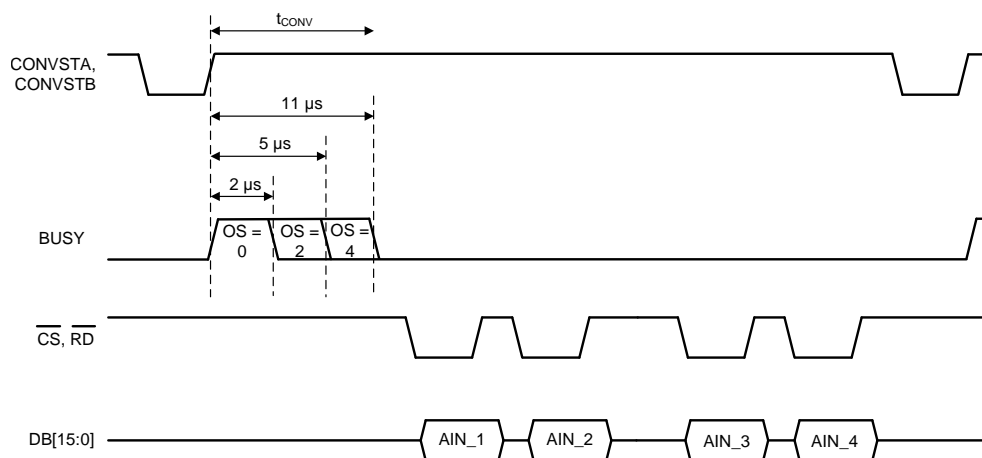 tCONV
CONVSTA,
CONVSTB
11 µs
5 µs
2 µs
BUSY
OS =
0
OS =
2
OS =
4
CS, RD
DB[15:0]
AIN_1
AIN_2
AIN_3
AIN_4